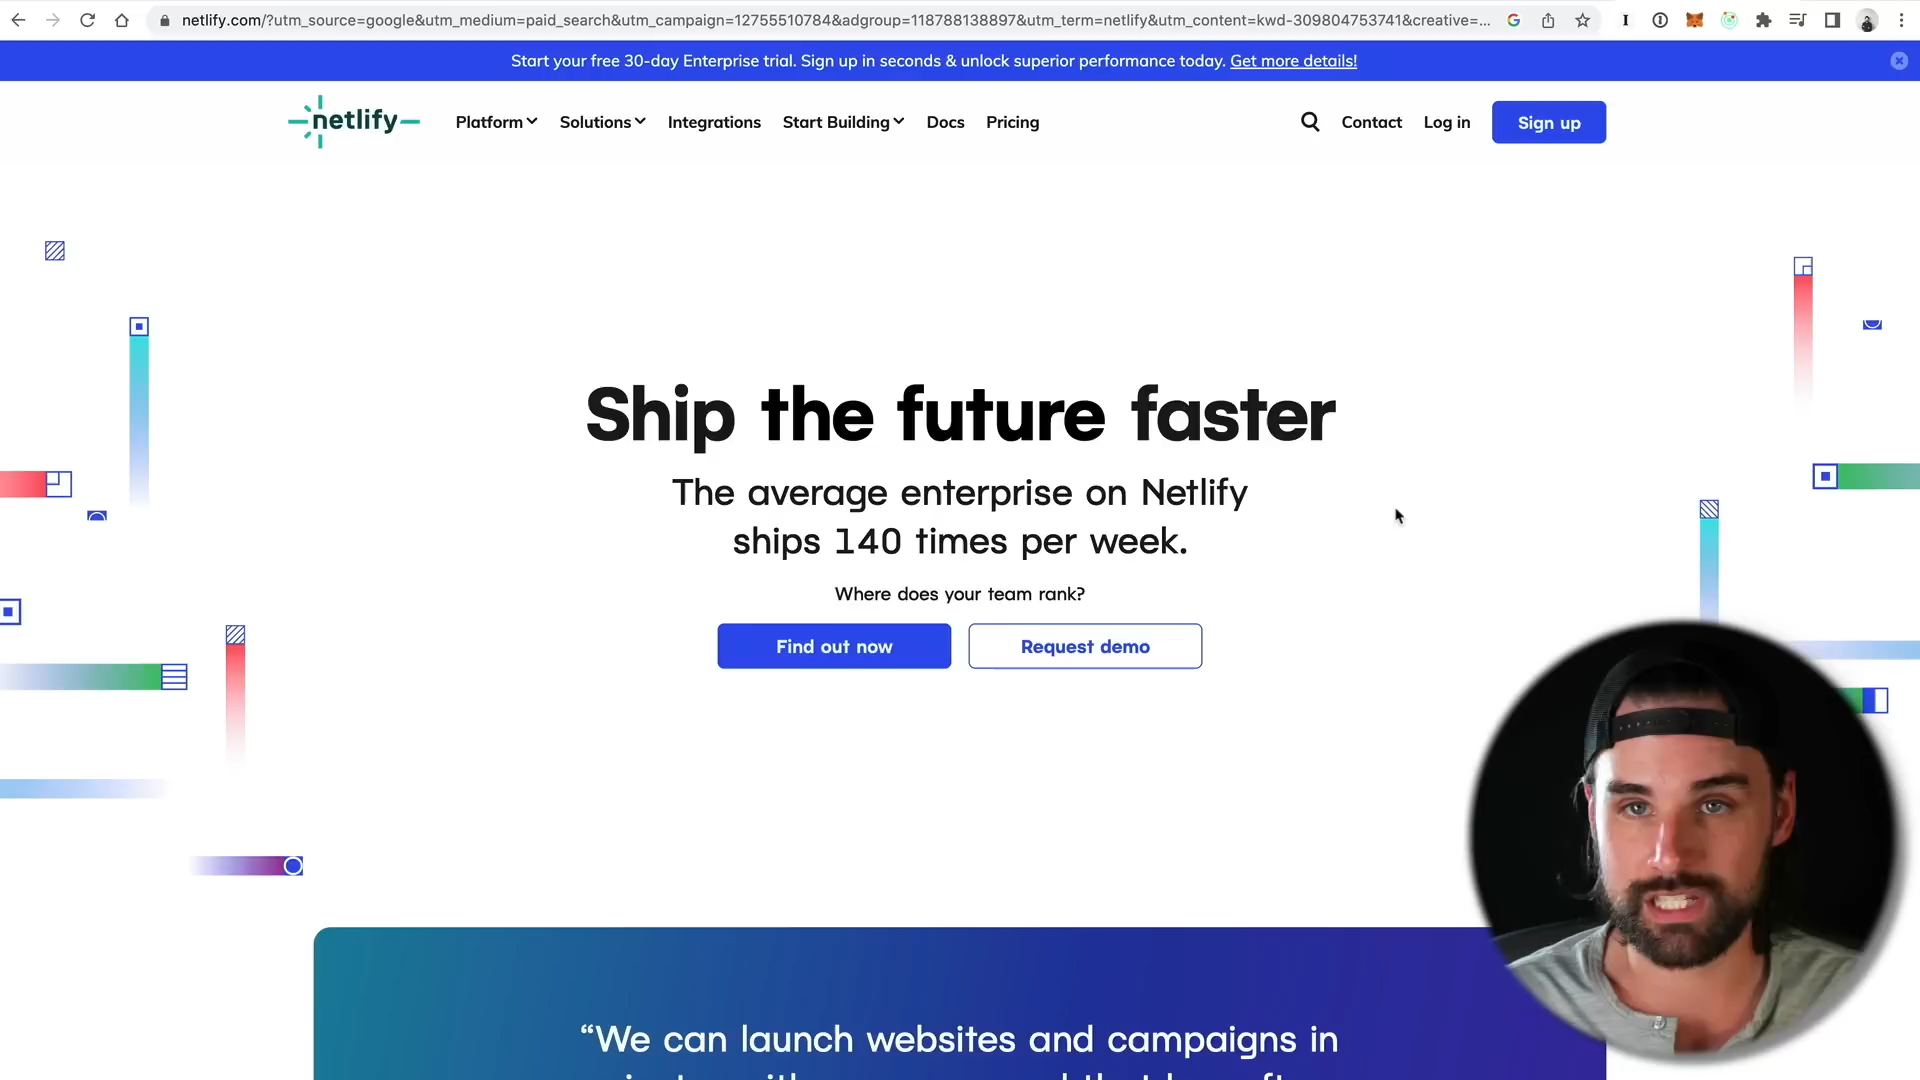 netlify.com/?utm_source=google&utm_medium=paid_search&utm_campaign=12755510784&adgroup=118788138897&utm_term=netlify&utm_content=kwd-309804753741&creative=...
Start your free 30-day Enterprise trial. Sign up in seconds & unlock superior performance today. Get more details!
netlify Platform Solutions Integrations Start Building Docs Pricing Contact Log in Sign up
Ship the future faster
The average enterprise on Netlify
ships 140 times per week.
Where does your team rank?
Find out now Request demo
“We can launch websites and campaigns in